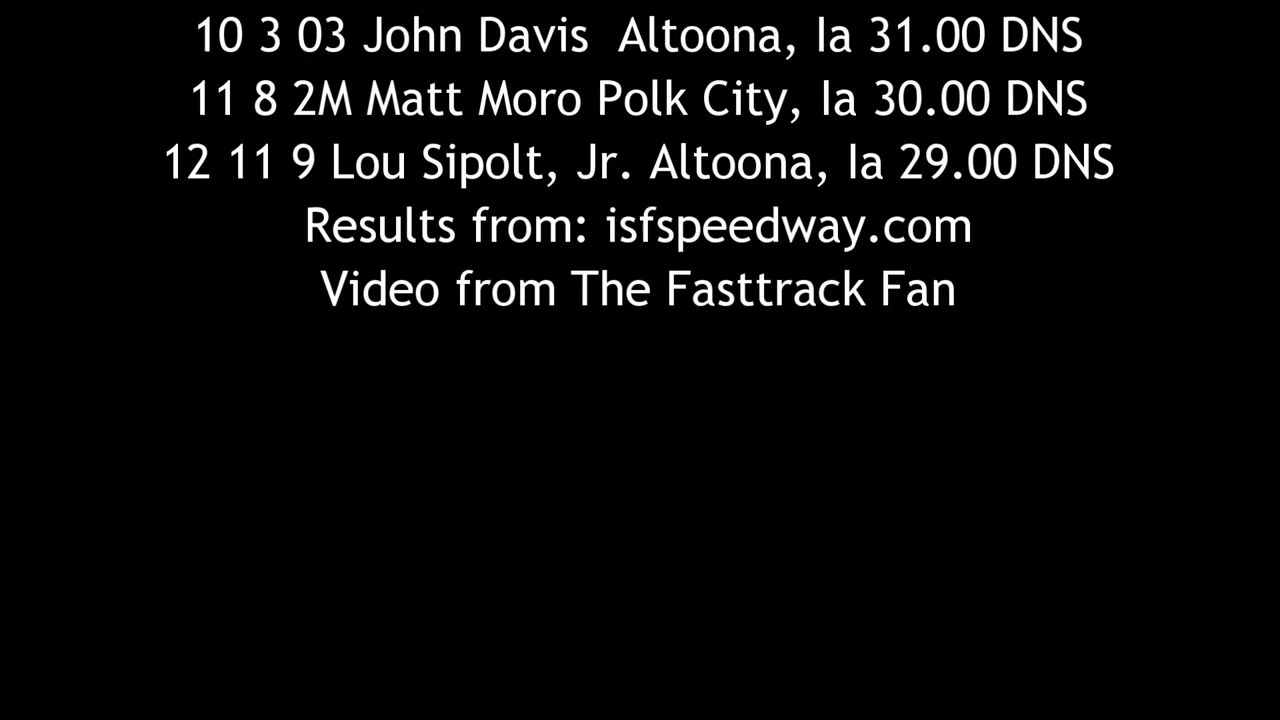 10 3 03 John Davis  Altoona, Ia 31.00 DNS
11 8 2M Matt Moro Polk City, Ia 30.00 DNS
12 11 9 Lou Sipolt, Jr. Altoona, Ia 29.00 DNS
Results from: isfspeedway.com
Video from The Fasttrack Fan